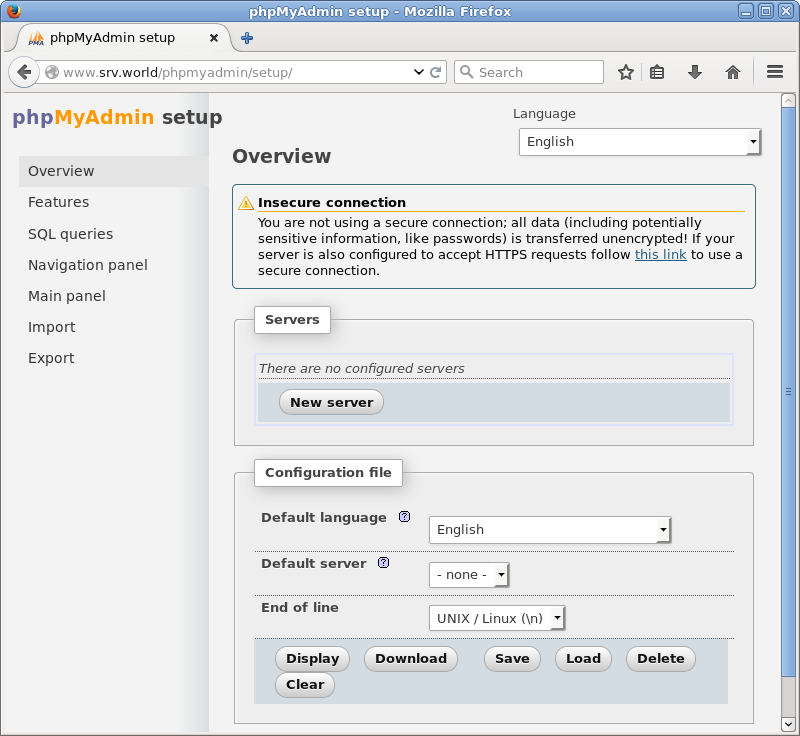 phpMyAdmin setup - Mozilla Firefox
PMA
phpMyAdmin setup
www.srv.world/phpmyadmin/setup/
Search
phpMyAdmin setup
Language
English
Overview
Features
SQL queries
Navigation panel
Main panel
Import
Export
Overview
Insecure connection
You are not using a secure connection; all data (including potentially
sensitive information, like passwords) is transferred unencrypted! If your
server is also configured to accept HTTPS requests follow this link to use a
secure connection.
Servers
There are no configured servers
New server
Configuration file
Default language ?
English
Default server ?
- none -
End of line
UNIX / Linux (\n)
Display Download Save Load Delete
Clear